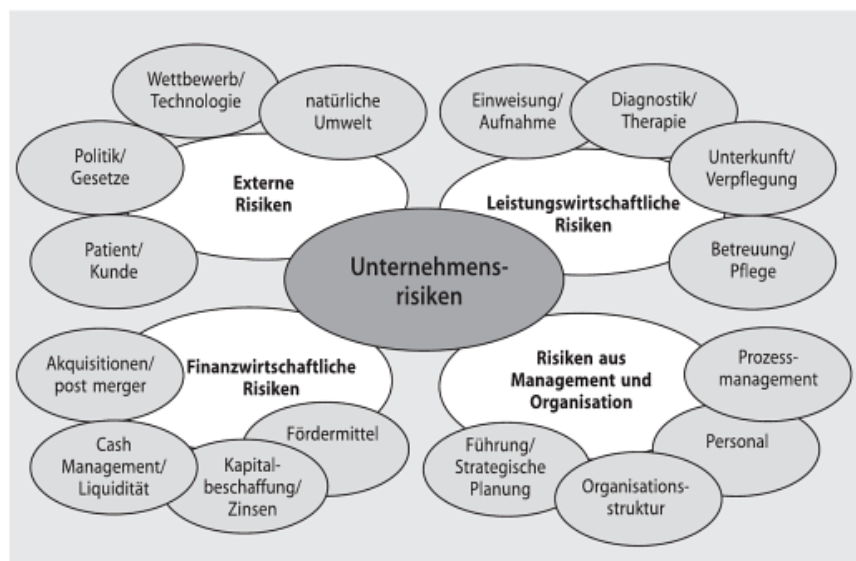 Wettbewerb/
Technologie
natürliche
Umwelt
Politik/
Gesetze
Externe
Risiken
Patient/
Kunde
Einweisung/
Aufnahme
Diagnostik/
Therapie
Unterkunft/
Verpflegung
Leistungswirtschaftliche
Risiken
Betreuung/
Pflege
Unternehmens-
risiken
Akquisitionen/
post merger
Finanzwirtschaftliche
Risiken
Fördermittel
Cash
Management/
Liquidität
Kapital-
beschaffung/
Zinsen
Risiken aus
Management und
Organisation
Prozess-
management
Personal
Führung/
Strategische
Planung
Organisations-
struktur